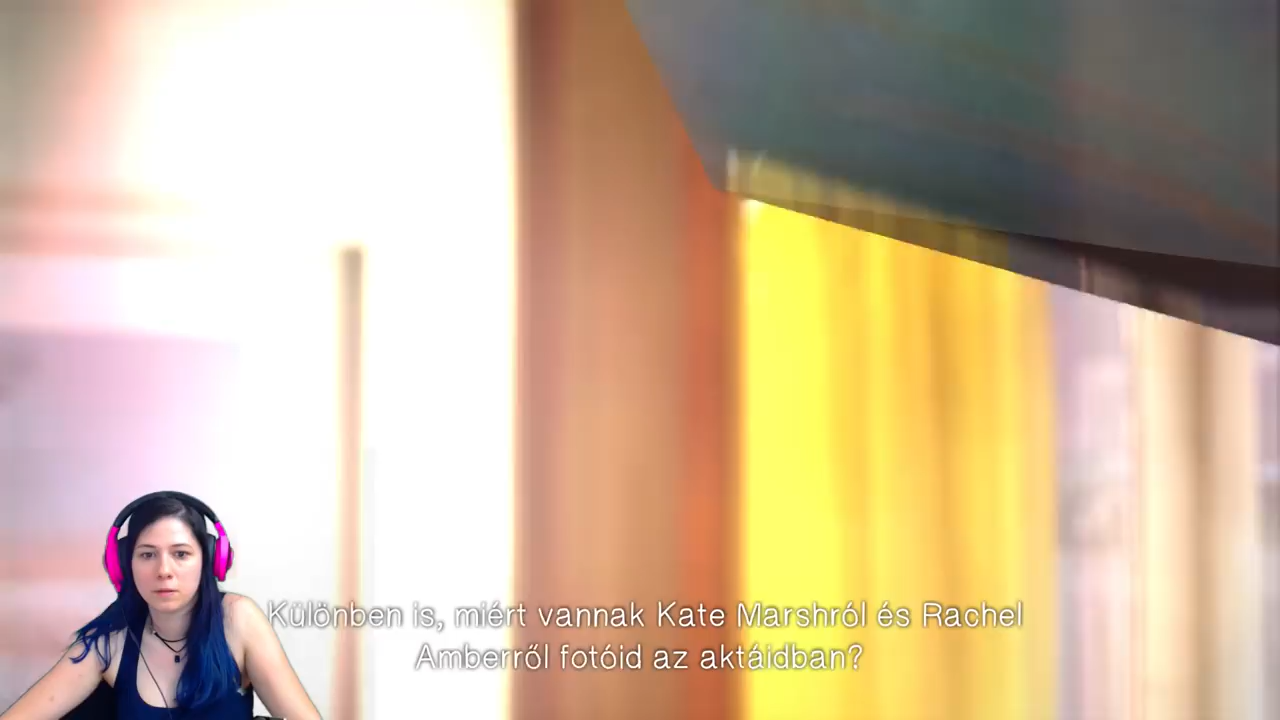 Különben is, miért vannak Kate Marshról és Rachel
Amberről fotóid az aktáidban?